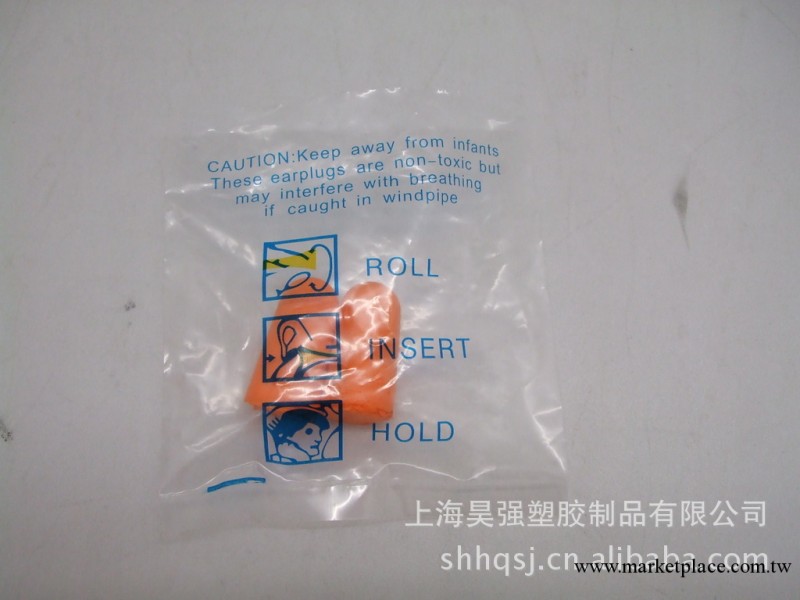 CAUTION:Keep away from infants
These earplugs are non-toxic but
may interfere with breathing
if caught in windpipe
ROLL
INSERT
HOLD
上海昊强塑胶制品有限公司
shhqsj.cn.alibaba.com
www.marketplace.com.tw